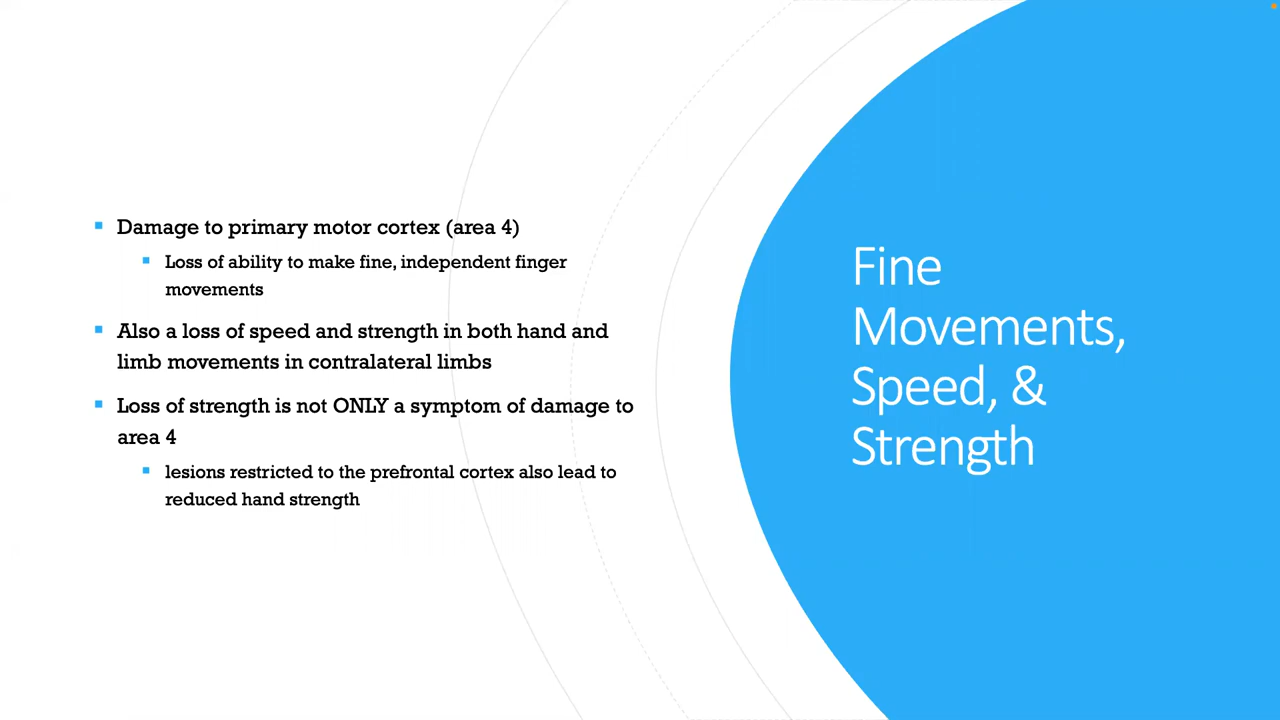 Damage to primary motor cortex (area 4)
Loss of ability to make fine, independent finger
movements
Also a loss of speed and strength in both hand and
limb movements in contralateral limbs
Loss of strength is not ONLY a symptom of damage to
area 4
lesions restricted to the prefrontal cortex also lead to
reduced hand strength
Fine
Movements,
Speed, &
Strength